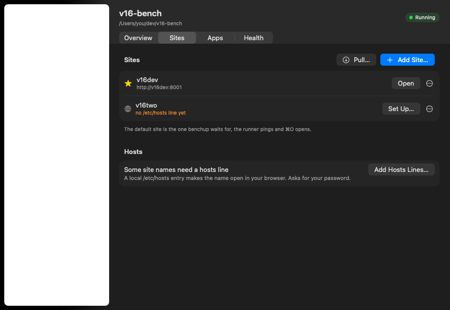 v16-bench
/Users/you/dev/v16-bench
Running
Overview
Sites
Apps
Health
Sites
Pull...
+ Add Site...
v16dev
http://v16dev:8001
Open
v16two
no /etc/hosts line yet
Set Up...
The default site is the one benchup waits for, the runner pings and ⌘O opens.
Hosts
Some site names need a hosts line
A local /etc/hosts entry makes the name open in your browser. Asks for your password.
Add Hosts Lines...